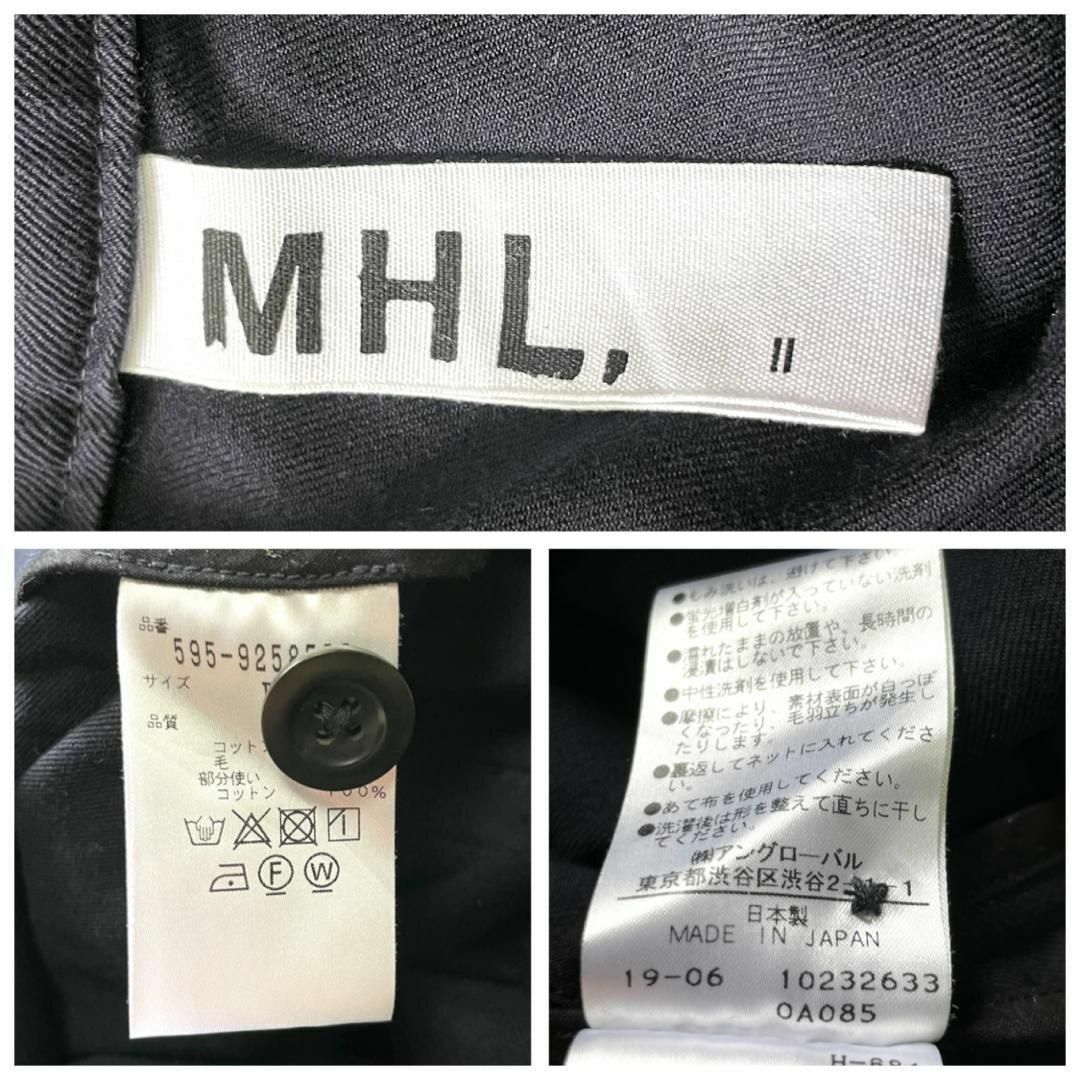 MHL, II
品番
595-9258
サイズ
品質
コットン
毛
部分使い
コットン 100%
F W
●もみ洗いは、避けて下さい。
●蛍光増白剤が入っていない洗剤
を使用して下さい。
●濡れたままの放置や、長時間の
浸漬はしないで下さい。
●中性洗剤を使用して下さい。
●摩擦により、素材表面が白っぽ
くなったり、毛羽立ちが発生し
たりします。
●裏返してネットに入れてくださ
い。
●あて布を使用してください。
●洗濯後は形を整えて直ちに干し
てください。
㈱アングローバル
東京都渋谷区渋谷2-1-1
日本製
MADE IN JAPAN
19-06 10232633
0A085